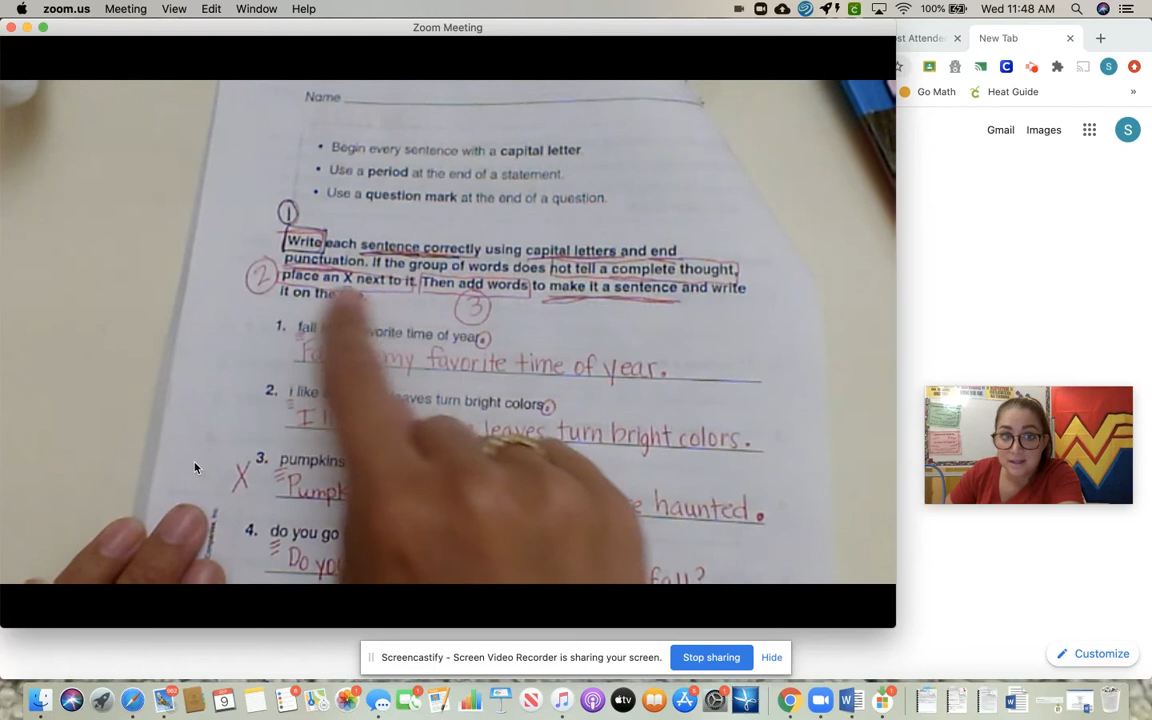 zoom.us Meeting View Edit Window Help 100% Wed 11:48 AM
Zoom Meeting
st Attende New Tab
Go Math Heat Guide »
Gmail Images S
Name
• Begin every sentence with a capital letter.
• Use a period at the end of a statement.
• Use a question mark at the end of a question.
1
Write each sentence correctly using capital letters and end
punctuation. If the group of words does not tell a complete thought,
2 place an X next to it. Then add words to make it a sentence and write
it on the
3
1. fall favorite time of year.
my favorite time of year.
2. i like leaves turn bright colors.
I leaves turn bright colors.
X 3. pumpkins
haunted.
4. do you go
Do you fall?
Screencastify - Screen Video Recorder is sharing your screen. Stop sharing Hide
Customize